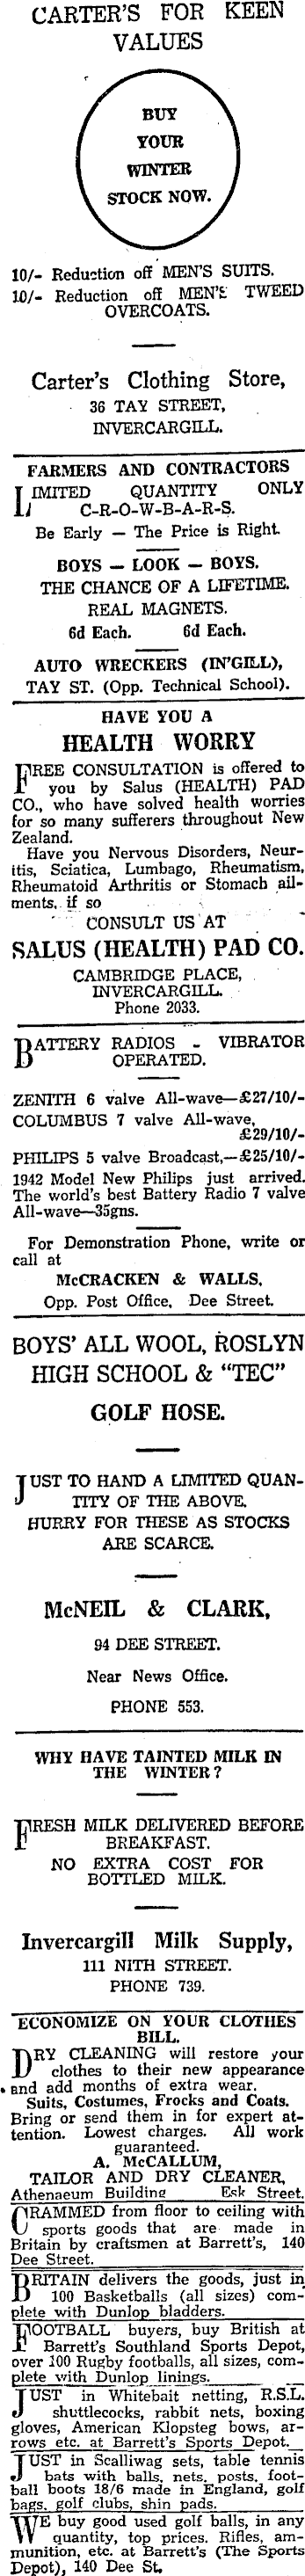 CARTER'S FOR KEEN
VALUES
BUY
YOUR
WINTER
STOCK NOW.
10/- Reduction off MEN'S SUITS.
10/- Reduction off MEN'S TWEED
OVERCOATS.
Carter's Clothing Store,
36 TAY STREET,
INVERCARGILL.
FARMERS AND CONTRACTORS
LIMITED QUANTITY ONLY
C-R-O-W-B-A-R-S.
Be Early — The Price is Right.
BOYS — LOOK — BOYS.
THE CHANCE OF A LIFETIME.
REAL MAGNETS.
6d Each. 6d Each.
AUTO WRECKERS (IN'GILL),
TAY ST. (Opp. Technical School).
HAVE YOU A
HEALTH WORRY
FREE CONSULTATION is offered to
you by Salus (HEALTH) PAD
CO., who have solved health worries
for so many sufferers throughout New
Zealand.
Have you Nervous Disorders, Neur-
itis, Sciatica, Lumbago, Rheumatism,
Rheumatoid Arthritis or Stomach ail-
ments, if so
CONSULT US AT
SALUS (HEALTH) PAD CO.
CAMBRIDGE PLACE,
INVERCARGILL.
Phone 2033.
BATTERY RADIOS - VIBRATOR
OPERATED.
ZENITH 6 valve All-wave—£27/10/-
COLUMBUS 7 valve All-wave,
£29/10/-
PHILIPS 5 valve Broadcast,—£25/10/-
1942 Model New Philips just arrived.
The world's best Battery Radio 7 valve
All-wave—35gns.
For Demonstration Phone, write or
call at
McCRACKEN & WALLS,
Opp. Post Office, Dee Street.
BOYS' ALL WOOL, ROSLYN
HIGH SCHOOL & "TEC"
GOLF HOSE.
JUST TO HAND A LIMITED QUAN-
TITY OF THE ABOVE.
HURRY FOR THESE AS STOCKS
ARE SCARCE.
McNEIL & CLARK,
94 DEE STREET.
Near News Office.
PHONE 553.
WHY HAVE TAINTED MILK IN
THE WINTER?
FRESH MILK DELIVERED BEFORE
BREAKFAST.
NO EXTRA COST FOR
BOTTLED MILK.
Invercargill Milk Supply,
111 NITH STREET.
PHONE 739.
ECONOMIZE ON YOUR CLOTHES
BILL.
DRY CLEANING will restore your
clothes to their new appearance
and add months of extra wear.
Suits, Costumes, Frocks and Coats.
Bring or send them in for expert at-
tention. Lowest charges. All work
guaranteed.
A. McCALLUM,
TAILOR AND DRY CLEANER,
Athenaeum Building Esk Street.
CRAMMED from floor to ceiling with
sports goods that are made in
Britain by craftsmen at Barrett's, 140
Dee Street.
BRITAIN delivers the goods, just in
100 Basketballs (all sizes) com-
plete with Dunlop bladders.
FOOTBALL buyers, buy British at
Barrett's Southland Sports Depot,
over 100 Rugby footballs, all sizes, com-
plete with Dunlop linings.
JUST in Whitebait netting, R.S.L.
shuttlecocks, rabbit nets, boxing
gloves, American Klopsteg bows, ar-
rows etc. at Barrett's Sports Depot.
JUST in Scalliwag sets, table tennis
bats with balls, nets, posts, foot-
ball boots 18/6 made in England, golf
bags, golf clubs, shin pads.
WE buy good used golf balls, in any
quantity, top prices. Rifles, am-
munition, etc. at Barrett's (The Sports
Depot), 140 Dee St.